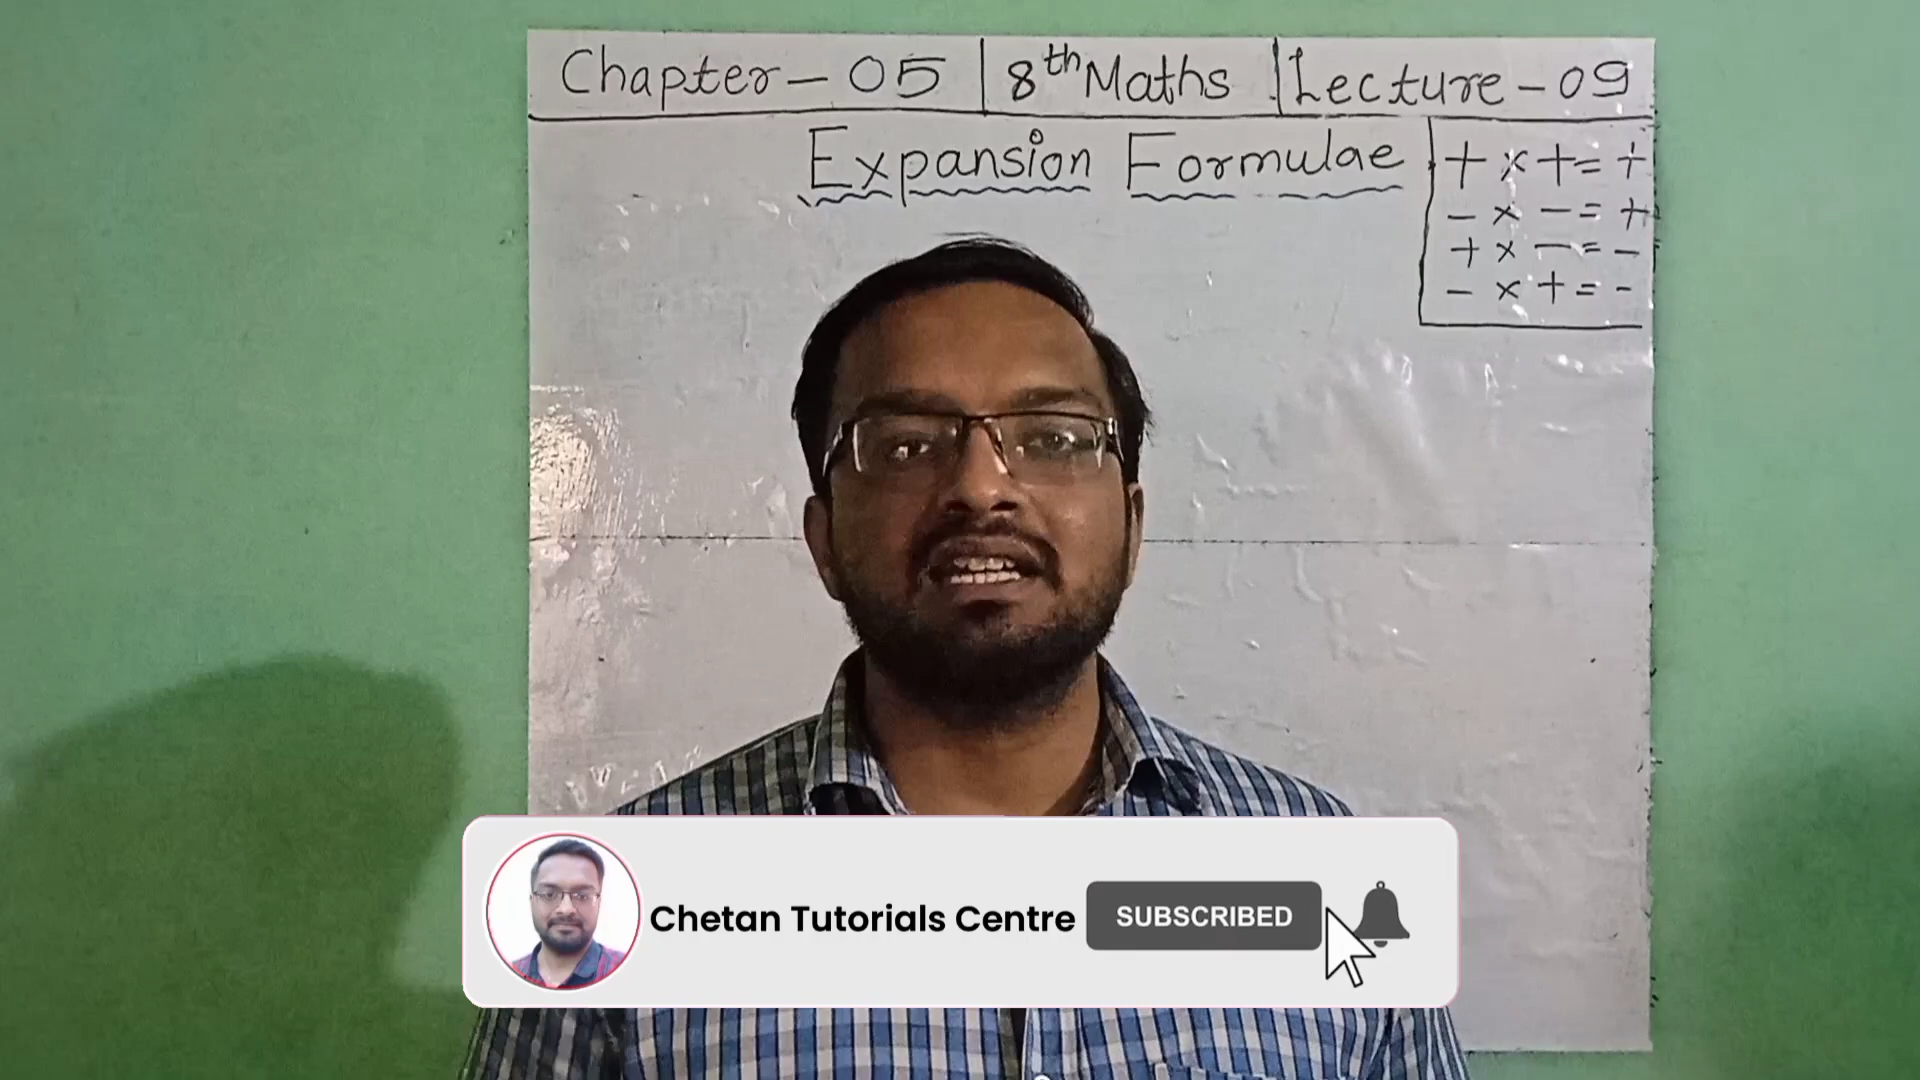 Chapter - 05 | 8th Maths | Lecture - 09
Expansion Formulae
+ × + = +
- × - = +
+ × - = -
- × + = -
Chetan Tutorials Centre
SUBSCRIBED